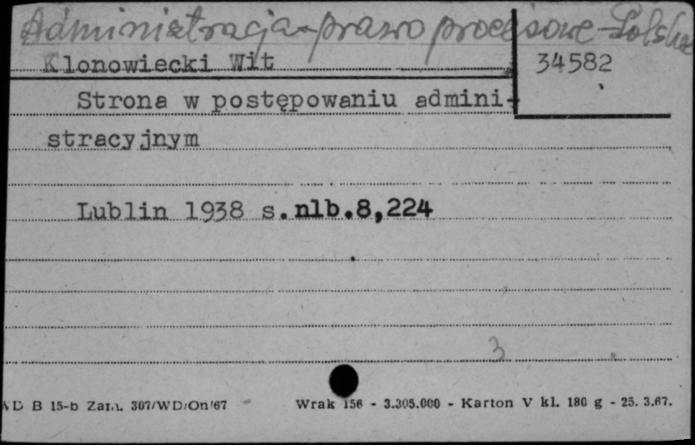 Administracja - prawo procesowe - Polska
Klonowiecki Wit
34582
Strona w postępowaniu admini-
stracyjnym
Lublin 1938 s.nlb.8,224
3
AD B 15-b Zam. 307/WD/On/67 Wrak 156 - 3.305.000 - Karton V kl. 180 g - 25. 3.67.